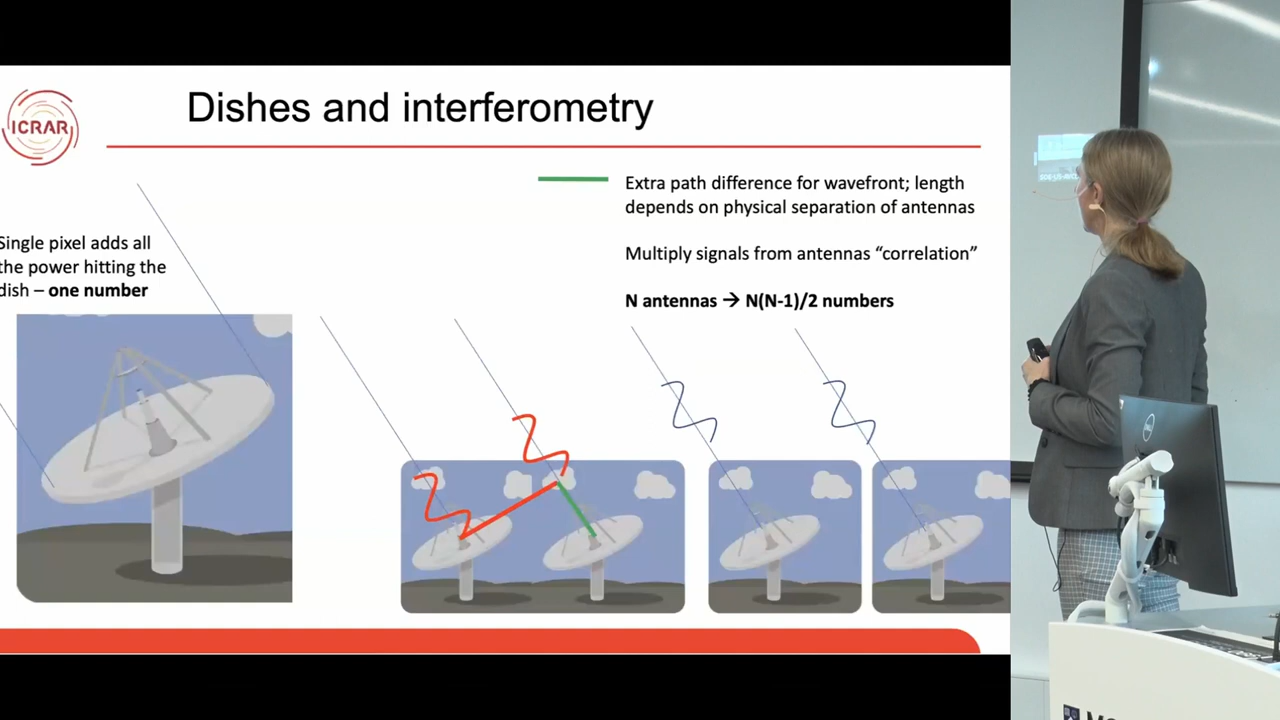 Dishes and interferometry
ICRAR
Extra path difference for wavefront; length
depends on physical separation of antennas
Single pixel adds all
the power hitting the
dish – one number
Multiply signals from antennas “correlation”
N antennas → N(N-1)/2 numbers
DELL